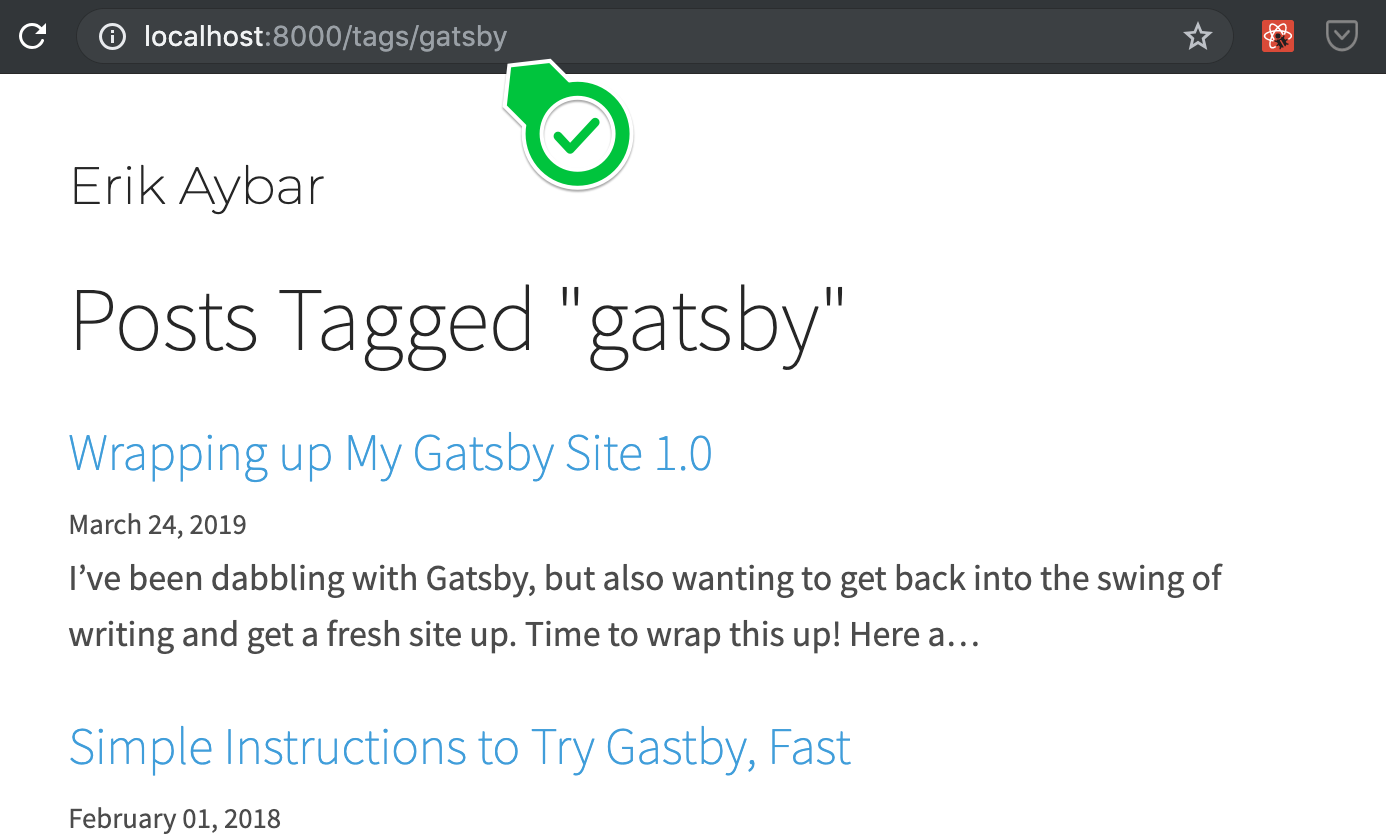 localhost:8000/tags/gatsby
Erik Aybar
Posts Tagged "gatsby"
Wrapping up My Gatsby Site 1.0
March 24, 2019
I’ve been dabbling with Gatsby, but also wanting to get back into the swing of
writing and get a fresh site up. Time to wrap this up! Here a…
Simple Instructions to Try Gastby, Fast
February 01, 2018